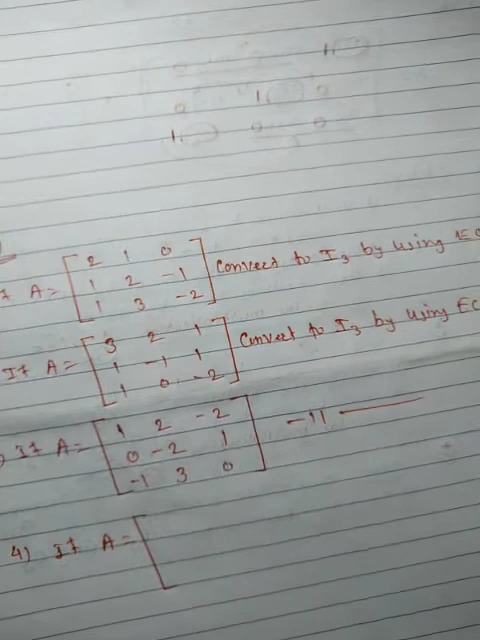 If A = [ 2 1 0
1 2 -1
1 3 -2 ] Convert to I3 by using EC
If A = [ 3 2 1
1 -1 1
1 0 -2 ] Convert to I3 by using EC
) If A = [ 1 2 -2
0 -2 1
-1 3 0 ] -11-
4) If A = [